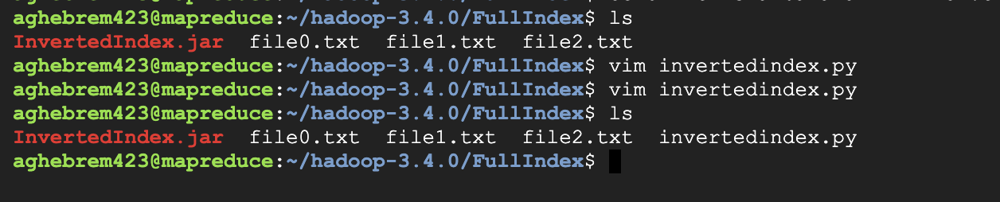 aghebrem423@mapreduce:~/hadoop-3.4.0/FullIndex$ ls
InvertedIndex.jar  file0.txt  file1.txt  file2.txt
aghebrem423@mapreduce:~/hadoop-3.4.0/FullIndex$ vim invertedindex.py
aghebrem423@mapreduce:~/hadoop-3.4.0/FullIndex$ vim invertedindex.py
aghebrem423@mapreduce:~/hadoop-3.4.0/FullIndex$ ls
InvertedIndex.jar  file0.txt  file1.txt  file2.txt  invertedindex.py
aghebrem423@mapreduce:~/hadoop-3.4.0/FullIndex$